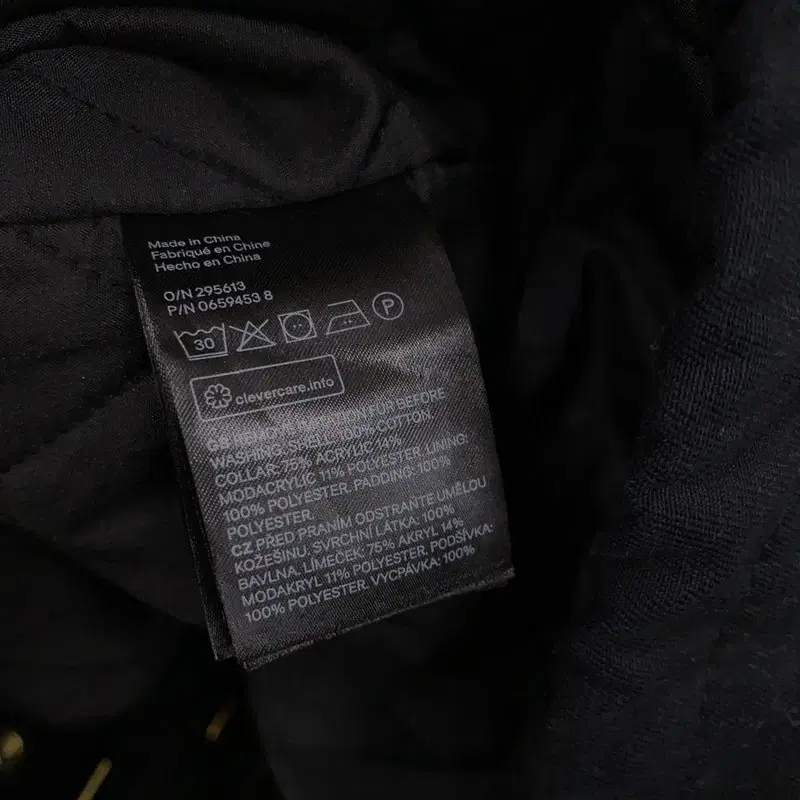 Made in China
Fabriqué en Chine
Hecho en China
O/N 295613
P/N 0659453 8
30 P
clevercare.info
GB REMOVE IMITATION FUR BEFORE
WASHING. SHELL: 100% COTTON.
COLLAR: 75% ACRYLIC 14%
MODACRYLIC 11% POLYESTER. LINING:
100% POLYESTER. PADDING: 100%
POLYESTER.
CZ PŘED PRANÍM ODSTRAŇTE UMĚLOU
KOŽEŠINU. SVRCHNÍ LÁTKA: 100%
BAVLNA. LÍMEČEK: 75% AKRYL 14%
MODAKRYL 11% POLYESTER. PODŠÍVKA:
100% POLYESTER. VYCPÁVKA: 100%